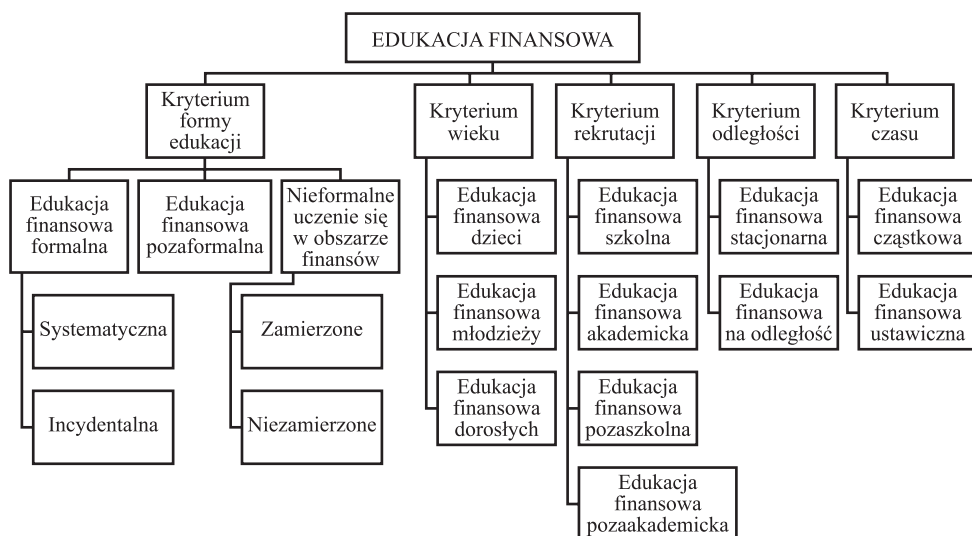 EDUKACJA FINANSOWA
Kryterium
formy
edukacji
Edukacja
finansowa
formalna
Systematyczna
Incydentalna
Edukacja
finansowa
pozaformalna
Nieformalne
uczenie się
w obszarze
finansów
Zamierzone
Niezamierzone
Kryterium
wieku
Edukacja
finansowa
dzieci
Edukacja
finansowa
młodzieży
Edukacja
finansowa
dorosłych
Kryterium
rekrutacji
Edukacja
finansowa
szkolna
Edukacja
finansowa
akademicka
Edukacja
finansowa
pozaszkolna
Edukacja
finansowa
pozaakademicka
Kryterium
odległości
Edukacja
finansowa
stacjonarna
Edukacja
finansowa
na odległość
Kryterium
czasu
Edukacja
finansowa
cząstkowa
Edukacja
finansowa
ustawiczna